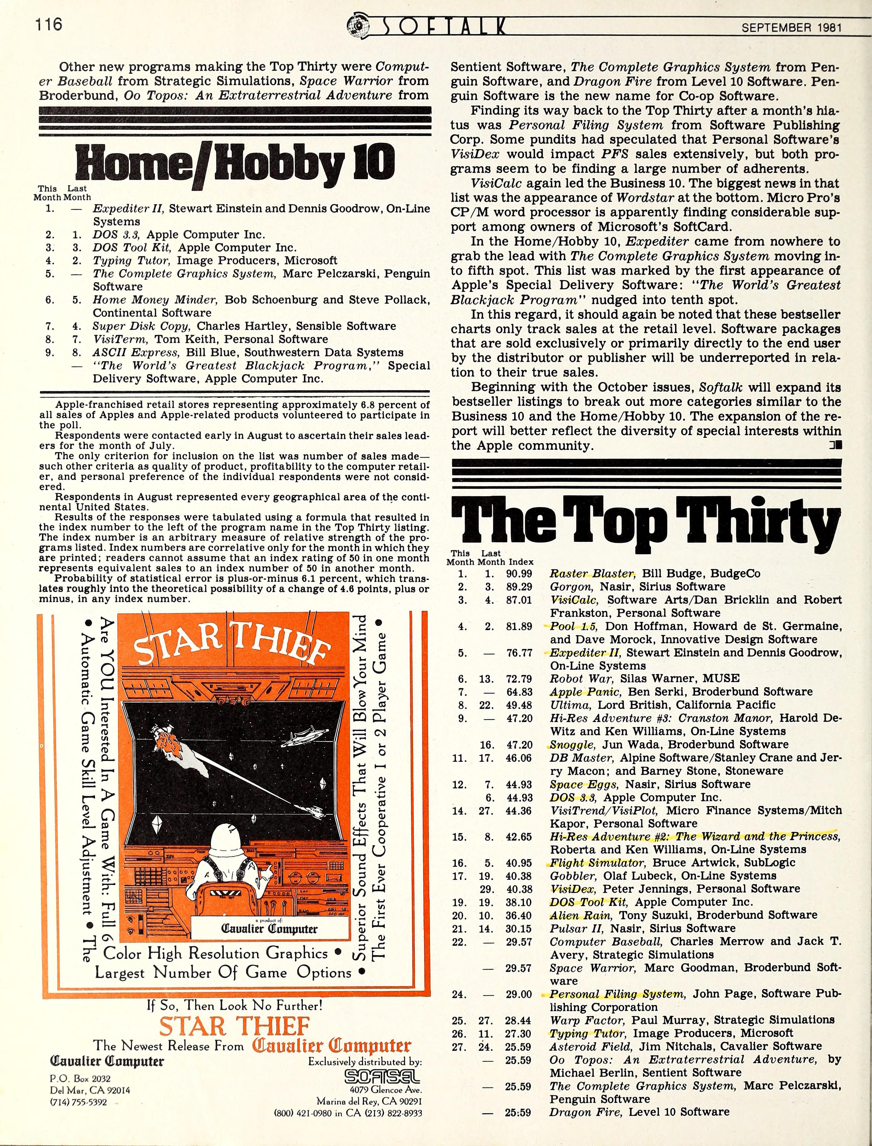 116
SOFTALK
SEPTEMBER 1981
Other new programs making the Top Thirty were Comput-
er Baseball from Strategic Simulations, Space Warrior from
Broderbund, Oo Topos: An Extraterrestrial Adventure from
Home/Hobby 10
This Last
Month Month
1. — Expediter II, Stewart Einstein and Dennis Goodrow, On-Line
Systems
2. 1. DOS 3.3, Apple Computer Inc.
3. 3. DOS Tool Kit, Apple Computer Inc.
4. 2. Typing Tutor, Image Producers, Microsoft
5. — The Complete Graphics System, Marc Pelczarski, Penguin
Software
6. 5. Home Money Minder, Bob Schoenburg and Steve Pollack,
Continental Software
7. 4. Super Disk Copy, Charles Hartley, Sensible Software
8. 7. VisiTerm, Tom Keith, Personal Software
9. 8. ASCII Express, Bill Blue, Southwestern Data Systems
— "The World's Greatest Blackjack Program," Special
Delivery Software, Apple Computer Inc.
Apple-franchised retail stores representing approximately 6.8 percent of
all sales of Apples and Apple-related products volunteered to participate in
the poll.
Respondents were contacted early in August to ascertain their sales lead-
ers for the month of July.
The only criterion for inclusion on the list was number of sales made—
such other criteria as quality of product, profitability to the computer retail-
er, and personal preference of the individual respondents were not consid-
ered.
Respondents in August represented every geographical area of the conti-
nental United States.
Results of the responses were tabulated using a formula that resulted in
the index number to the left of the program name in the Top Thirty listing.
The index number is an arbitrary measure of relative strength of the pro-
grams listed. Index numbers are correlative only for the month in which they
are printed; readers cannot assume that an index rating of 50 in one month
represents equivalent sales to an index number of 50 in another month.
Probability of statistical error is plus-or-minus 6.1 percent, which trans-
lates roughly into the theoretical possibility of a change of 4.6 points, plus or
minus, in any index number.
STAR THIEF
Are YOU Interested In A Game With: Full 6
Color High Resolution Graphics •
Superior Sound Effects That Will Blow Your Mind
• Automatic Game Skill Level Adjustment • The
Largest Number Of Game Options •
The First Ever Cooperative 1 or 2 Player Game •
a product of:
Cavalier Computer
If So, Then Look No Further!
STAR THIEF
The Newest Release From Cavalier Computer
Cavalier Computer
P.O. Box 2032
Del Mar, CA 92014
(714) 755-5392
Exclusively distributed by:
SOFTSEL
4079 Glencoe Ave.
Marina del Rey, CA 90291
(800) 421-0980 in CA (213) 822-8933
Sentient Software, The Complete Graphics System from Pen-
guin Software, and Dragon Fire from Level 10 Software. Pen-
guin Software is the new name for Co-op Software.
Finding its way back to the Top Thirty after a month's hia-
tus was Personal Filing System from Software Publishing
Corp. Some pundits had speculated that Personal Software's
VisiDex would impact PFS sales extensively, but both pro-
grams seem to be finding a large number of adherents.
VisiCalc again led the Business 10. The biggest news in that
list was the appearance of Wordstar at the bottom. Micro Pro's
CP/M word processor is apparently finding considerable sup-
port among owners of Microsoft's SoftCard.
In the Home/Hobby 10, Expediter came from nowhere to
grab the lead with The Complete Graphics System moving in-
to fifth spot. This list was marked by the first appearance of
Apple's Special Delivery Software: "The World's Greatest
Blackjack Program" nudged into tenth spot.
In this regard, it should again be noted that these bestseller
charts only track sales at the retail level. Software packages
that are sold exclusively or primarily directly to the end user
by the distributor or publisher will be underreported in rela-
tion to their true sales.
Beginning with the October issues, Softalk will expand its
bestseller listings to break out more categories similar to the
Business 10 and the Home/Hobby 10. The expansion of the re-
port will better reflect the diversity of special interests within
the Apple community.
The Top Thirty
This Last
Month Month Index
1. 1. 90.99 Raster Blaster, Bill Budge, BudgeCo
2. 3. 89.29 Gorgon, Nasir, Sirius Software
3. 4. 87.01 VisiCalc, Software Arts/Dan Bricklin and Robert
Frankston, Personal Software
4. 2. 81.89 Pool 1.5, Don Hoffman, Howard de St. Germaine,
and Dave Morock, Innovative Design Software
5. — 76.77 Expediter II, Stewart Einstein and Dennis Goodrow,
On-Line Systems
6. 13. 72.79 Robot War, Silas Warner, MUSE
7. — 64.83 Apple Panic, Ben Serki, Broderbund Software
8. 22. 49.48 Ultima, Lord British, California Pacific
9. — 47.20 Hi-Res Adventure #3: Cranston Manor, Harold De-
Witz and Ken Williams, On-Line Systems
16. 47.20 Snoggle, Jun Wada, Broderbund Software
11. 17. 46.06 DB Master, Alpine Software/Stanley Crane and Jer-
ry Macon; and Barney Stone, Stoneware
12. 7. 44.93 Space Eggs, Nasir, Sirius Software
6. 44.93 DOS 3.3, Apple Computer Inc.
14. 27. 44.36 VisiTrend/VisiPlot, Micro Finance Systems/Mitch
Kapor, Personal Software
15. 8. 42.65 Hi-Res Adventure #2: The Wizard and the Princess,
Roberta and Ken Williams, On-Line Systems
16. 5. 40.95 Flight Simulator, Bruce Artwick, SubLogic
17. 19. 40.38 Gobbler, Olaf Lubeck, On-Line Systems
29. 40.38 VisiDex, Peter Jennings, Personal Software
19. 19. 38.10 DOS Tool Kit, Apple Computer Inc.
20. 10. 36.40 Alien Rain, Tony Suzuki, Broderbund Software
21. 14. 30.15 Pulsar II, Nasir, Sirius Software
22. — 29.57 Computer Baseball, Charles Merrow and Jack T.
Avery, Strategic Simulations
— 29.57 Space Warrior, Marc Goodman, Broderbund Soft-
ware
24. — 29.00 Personal Filing System, John Page, Software Pub-
lishing Corporation
25. 27. 28.44 Warp Factor, Paul Murray, Strategic Simulations
26. 11. 27.30 Typing Tutor, Image Producers, Microsoft
27. 24. 25.59 Asteroid Field, Jim Nitchals, Cavalier Software
— 25.59 Oo Topos: An Extraterrestrial Adventure, by
Michael Berlin, Sentient Software
— 25.59 The Complete Graphics System, Marc Pelczarski,
Penguin Software
— 25:59 Dragon Fire, Level 10 Software